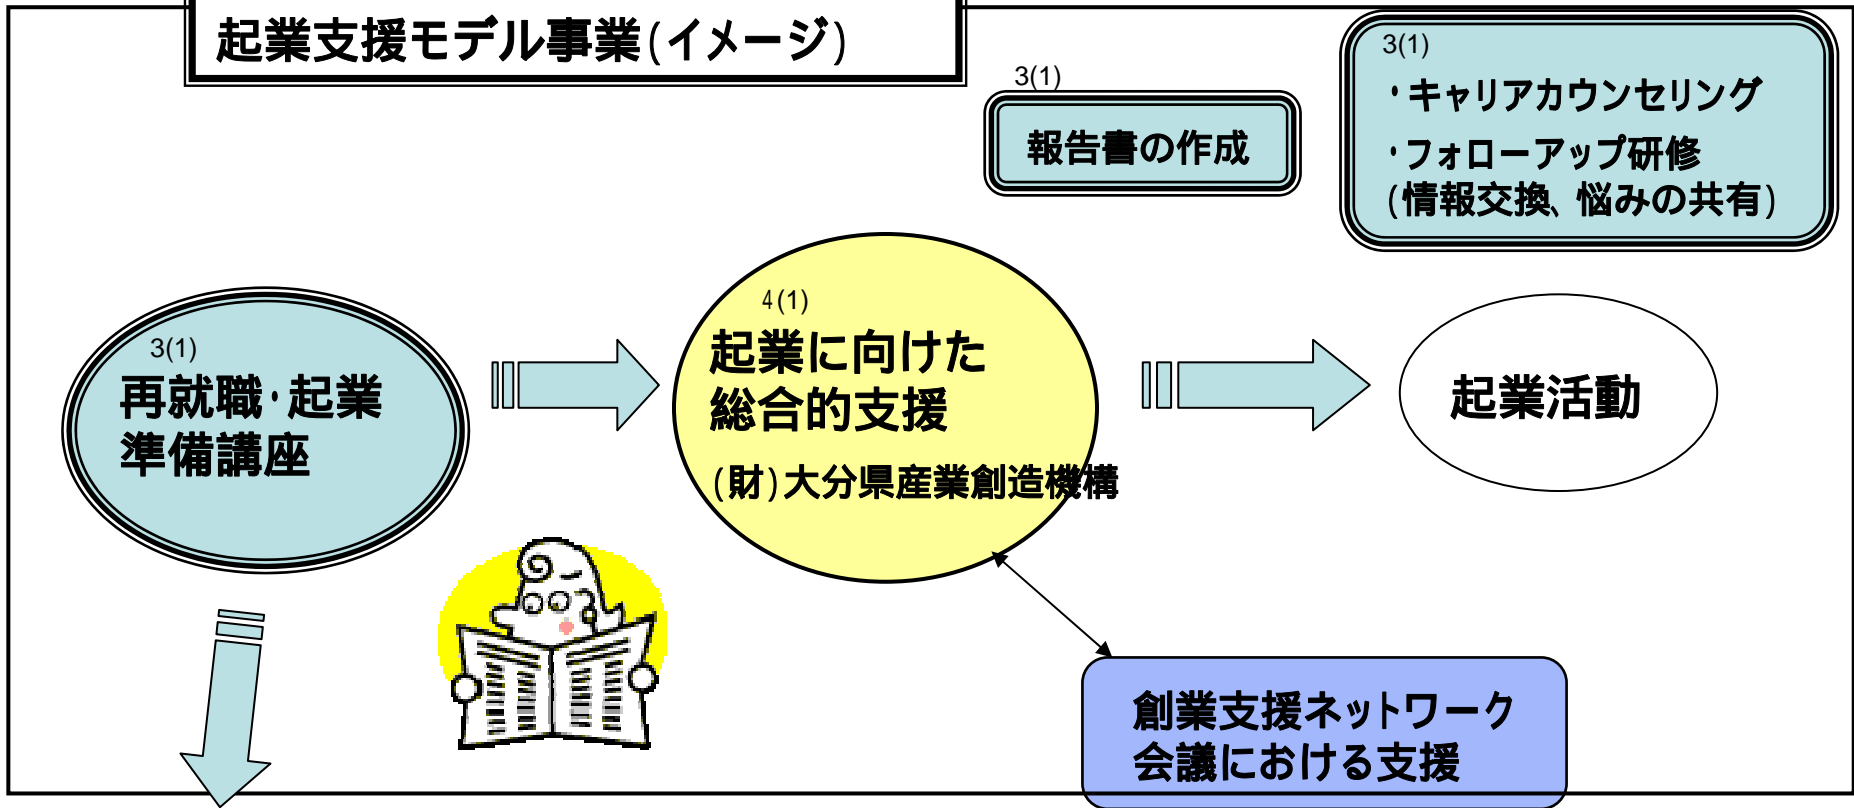 起業支援モデル事業(イメージ)
3(1)
報告書の作成
3(1)
・キャリアカウンセリング
・フォローアップ研修
(情報交換、悩みの共有)
3(1)
再就職・起業
準備講座
4(1)
起業に向けた
総合的支援
(財)大分県産業創造機構
起業活動
創業支援ネットワーク
会議における支援